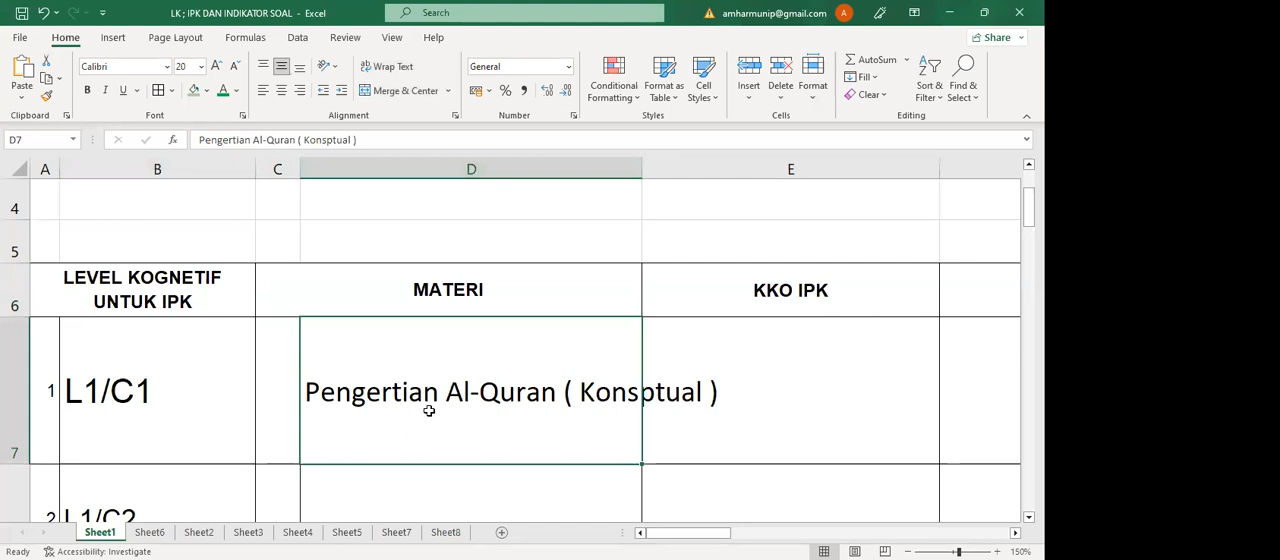 LK ; IPK DAN INDIKATOR SOAL - Excel
Search
amharmunip@gmail.com
A
File Home Insert Page Layout Formulas Data Review View Help
Share
Paste
Clipboard
Calibri 20
B I U
Font
Wrap Text
Merge & Center
Alignment
General
Number
Conditional Formatting
Format as Table
Cell Styles
Styles
Insert
Delete
Format
Cells
AutoSum
Fill
Clear
Sort & Filter
Find & Select
Editing
D7
fx
Pengertian Al-Quran ( Konsptual )
A B C D E
4
5
6
LEVEL KOGNETIF
UNTUK IPK
MATERI
KKO IPK
7
1
L1/C1
Pengertian Al-Quran ( Konsptual )
2
L1/C2
Sheet1 Sheet6 Sheet2 Sheet3 Sheet4 Sheet5 Sheet7 Sheet8
Ready
Accessibility: Investigate
150%